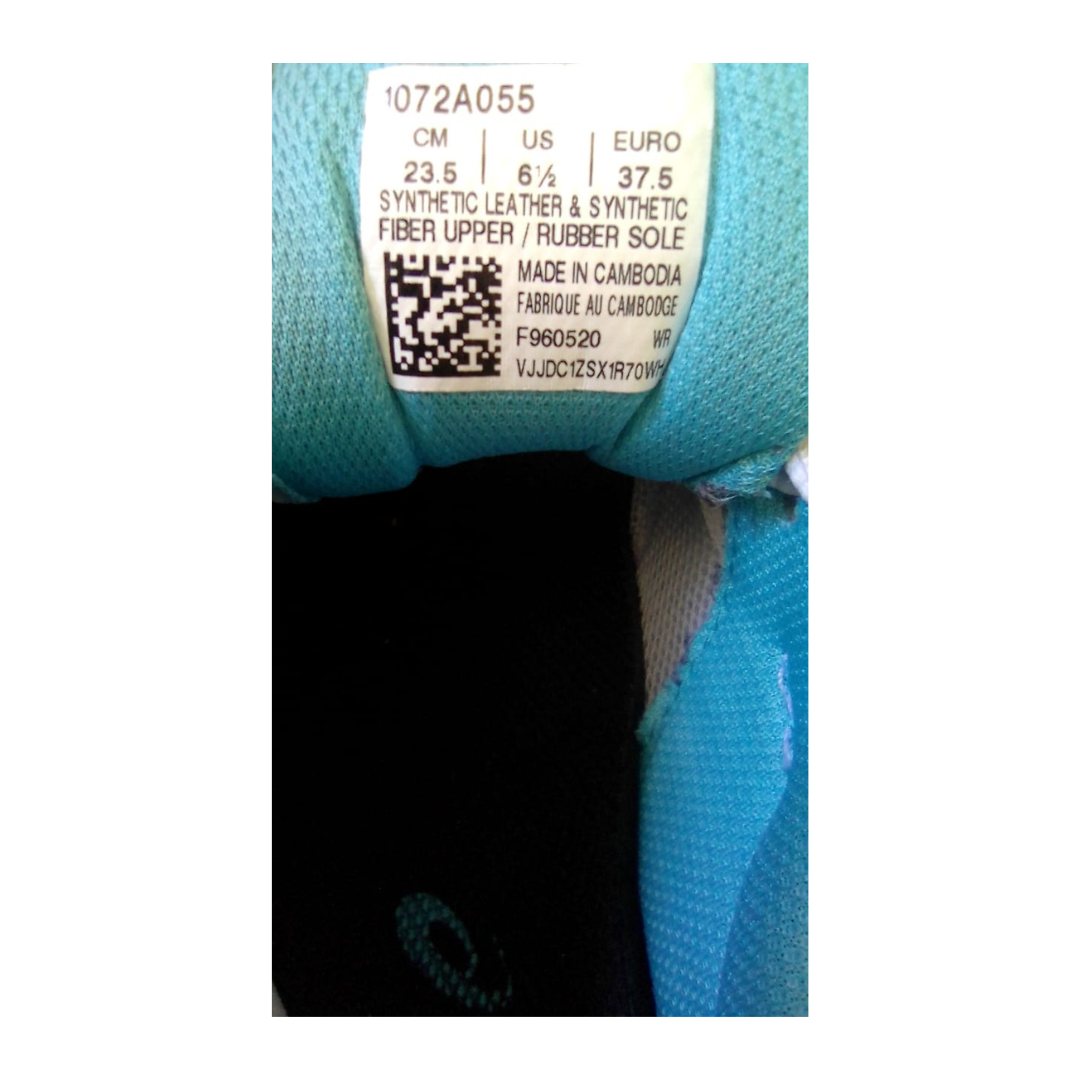 1072A055
CM | US | EURO
23.5 | 6½ | 37.5
SYNTHETIC LEATHER & SYNTHETIC
FIBER UPPER / RUBBER SOLE
MADE IN CAMBODIA
FABRIQUE AU CAMBODGE
F960520 WR
VJJDC1ZSX1R70WH